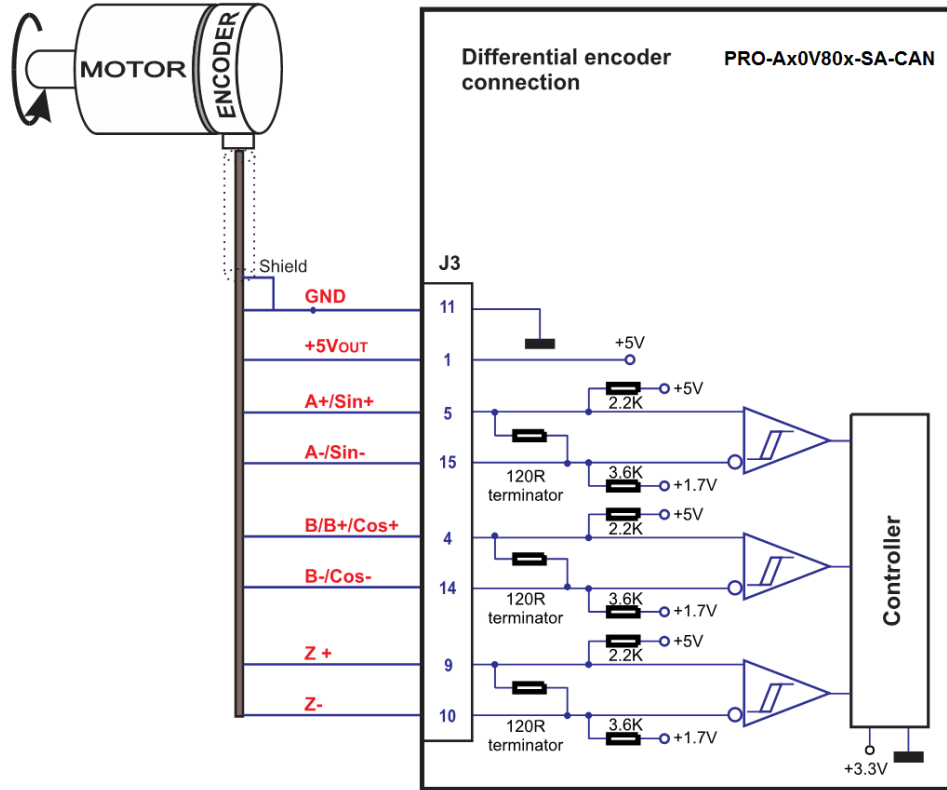 MOTOR
ENCODER
Differential encoder
connection
PRO-Ax0V80x-SA-CAN
Shield
J3
GND
11
+5VOUT
1
+5V
+5V
2.2K
A+/Sin+
5
A-/Sin-
15
120R
terminator
3.6K
+1.7V
+5V
2.2K
B/B+/Cos+
4
B-/Cos-
14
120R
terminator
3.6K
+1.7V
+5V
2.2K
Z +
9
Z-
10
120R
terminator
3.6K
+1.7V
Controller
+3.3V